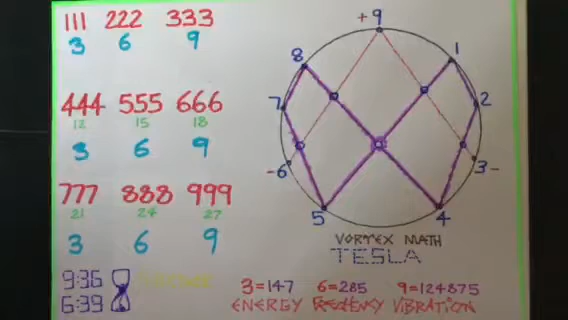 111 222 333
3 6 9
444 555 666
12 15 18
3 6 9
777 888 999
21 24 27
3 6 9
9:36
6:39
+9
8 1
7 2
-6 3-
5 4
VORTEX MATH
TESLA
3=147 6=285 9=124875
ENERGY FREQUENCY VIBRATION